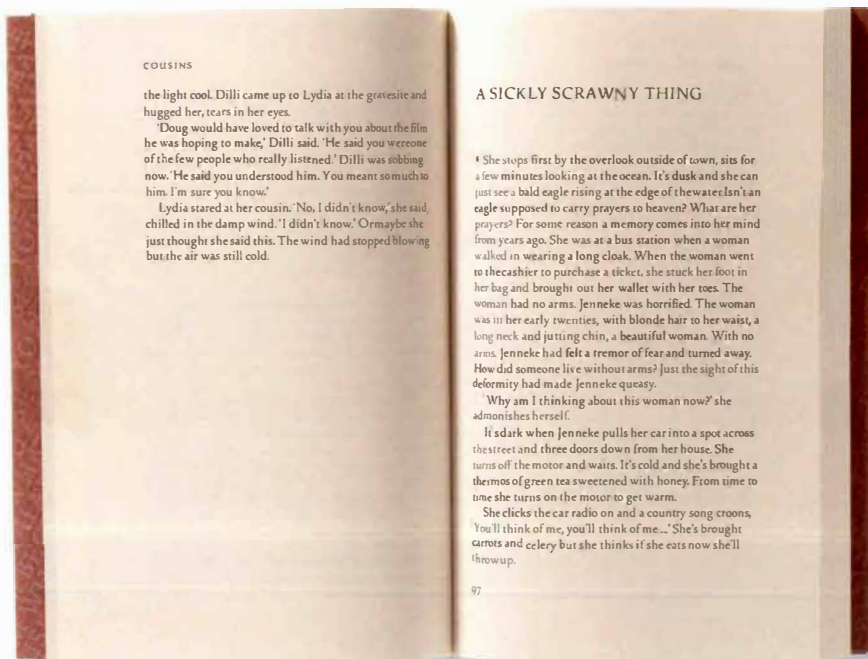 COUSINS
the light cool. Dilli came up to Lydia at the gravesite and
hugged her, tears in her eyes.
'Doug would have loved to talk with you about the film
he was hoping to make,' Dilli said. 'He said you were one
of the few people who really listened.' Dilli was sobbing
now. 'He said you understood him. You meant so much to
him. I'm sure you know.'
Lydia stared at her cousin. 'No, I didn't know,' she said,
chilled in the damp wind. 'I didn't know.' Or maybe she
just thought she said this. The wind had stopped blowing
but the air was still cold.
A SICKLY SCRAWNY THING
She stops first by the overlook outside of town, sits for
a few minutes looking at the ocean. It's dusk and she can
just see a bald eagle rising at the edge of the water. Isn't an
eagle supposed to carry prayers to heaven? What are her
prayers? For some reason a memory comes into her mind
from years ago. She was at a bus station when a woman
walked in wearing a long cloak. When the woman went
to the cashier to purchase a ticket, she stuck her foot in
her bag and brought out her wallet with her toes. The
woman had no arms. Jenneke was horrified. The woman
was in her early twenties, with blonde hair to her waist, a
long neck and jutting chin, a beautiful woman. With no
arms. Jenneke had felt a tremor of fear and turned away.
How did someone live without arms? Just the sight of this
deformity had made Jenneke queasy.
'Why am I thinking about this woman now?' she
admonishes herself.
It's dark when Jenneke pulls her car into a spot across
the street and three doors down from her house. She
turns off the motor and waits. It's cold and she's brought a
thermos of green tea sweetened with honey. From time to
time she turns on the motor to get warm.
She clicks the car radio on and a country song croons,
'You'll think of me, you'll think of me...' She's brought
carrots and celery but she thinks if she eats now she'll
throw up.
97